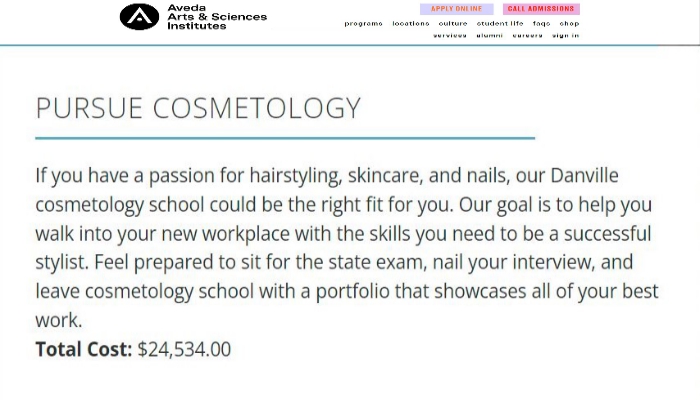 Aveda
Arts & Sciences
Institutes
APPLY ONLINE CALL ADMISSIONS
programs locations culture student life faqs shop
services alumni careers sign in
PURSUE COSMETOLOGY
If you have a passion for hairstyling, skincare, and nails, our Danville
cosmetology school could be the right fit for you. Our goal is to help you
walk into your new workplace with the skills you need to be a successful
stylist. Feel prepared to sit for the state exam, nail your interview, and
leave cosmetology school with a portfolio that showcases all of your best
work.
Total Cost: $24,534.00